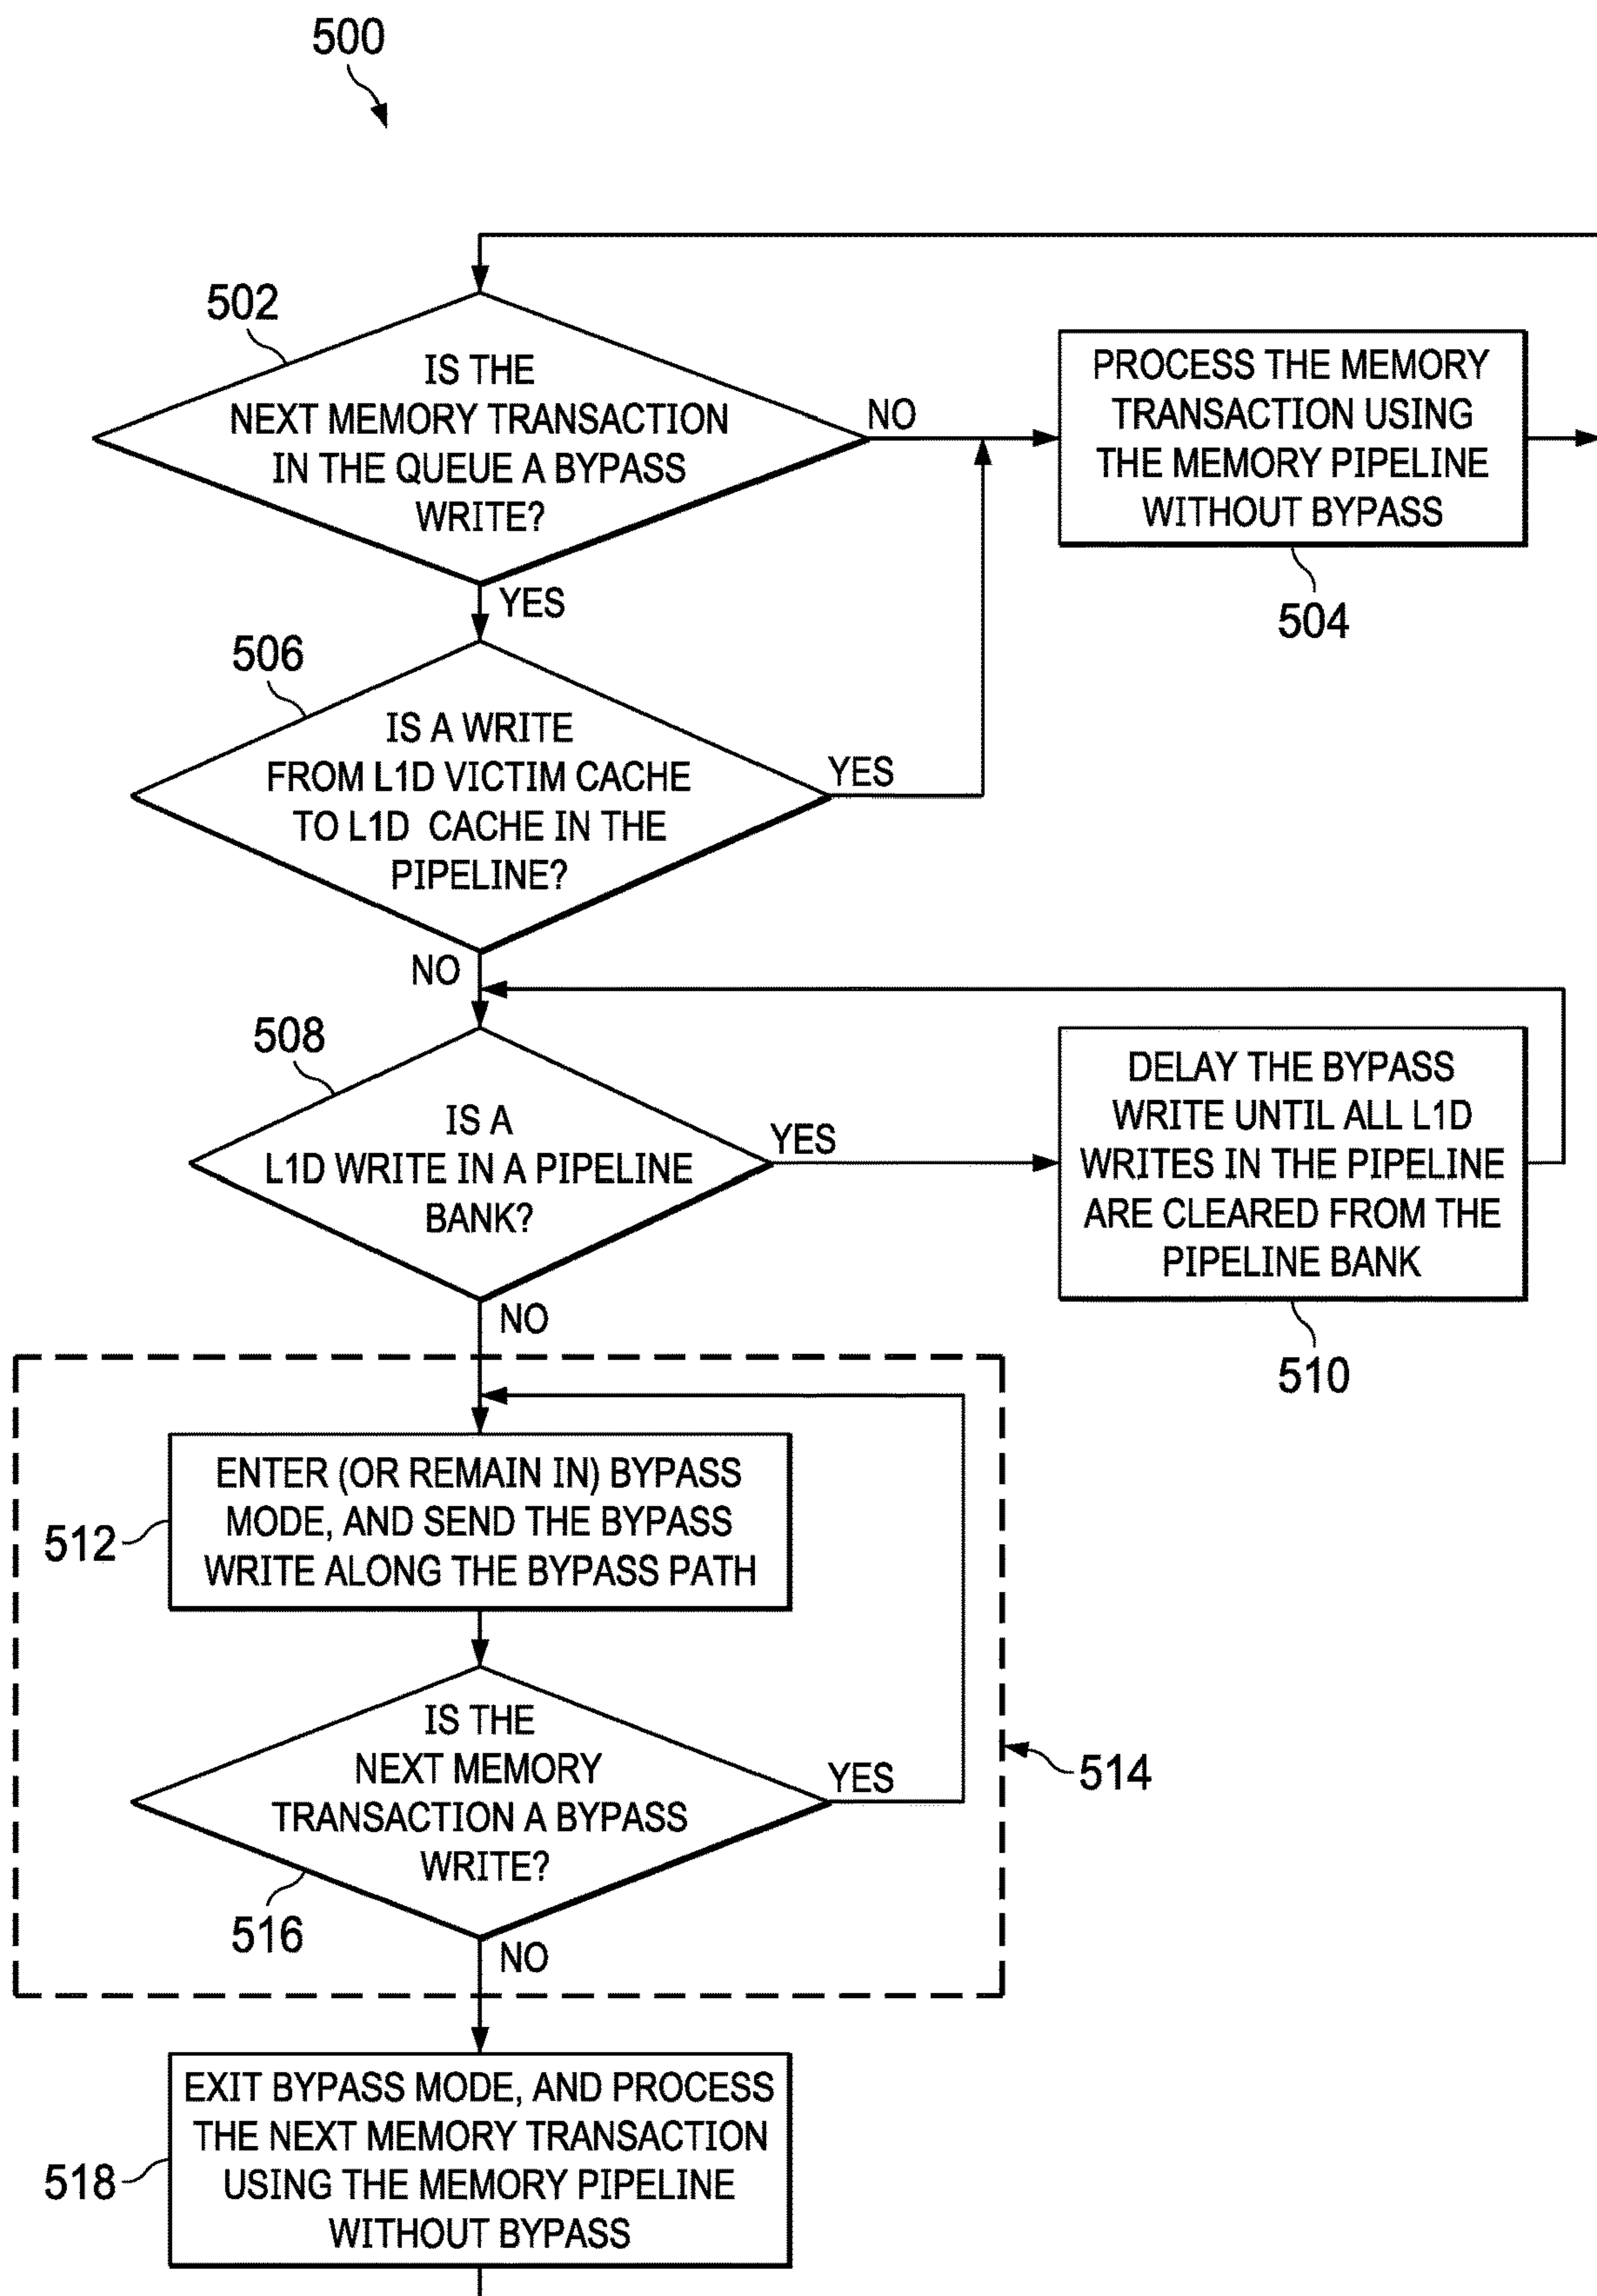 500
502
IS THE
NEXT MEMORY TRANSACTION
IN THE QUEUE A BYPASS
WRITE?
NO
PROCESS THE MEMORY
TRANSACTION USING
THE MEMORY PIPELINE
WITHOUT BYPASS
504
YES
506
IS A WRITE
FROM L1D VICTIM CACHE
TO L1D CACHE IN THE
PIPELINE?
YES
NO
508
IS A
L1D WRITE IN A PIPELINE
BANK?
YES
DELAY THE BYPASS
WRITE UNTIL ALL L1D
WRITES IN THE PIPELINE
ARE CLEARED FROM THE
PIPELINE BANK
510
NO
512
ENTER (OR REMAIN IN) BYPASS
MODE, AND SEND THE BYPASS
WRITE ALONG THE BYPASS PATH
IS THE
NEXT MEMORY
TRANSACTION A BYPASS
WRITE?
YES
514
516
NO
518
EXIT BYPASS MODE, AND PROCESS
THE NEXT MEMORY TRANSACTION
USING THE MEMORY PIPELINE
WITHOUT BYPASS